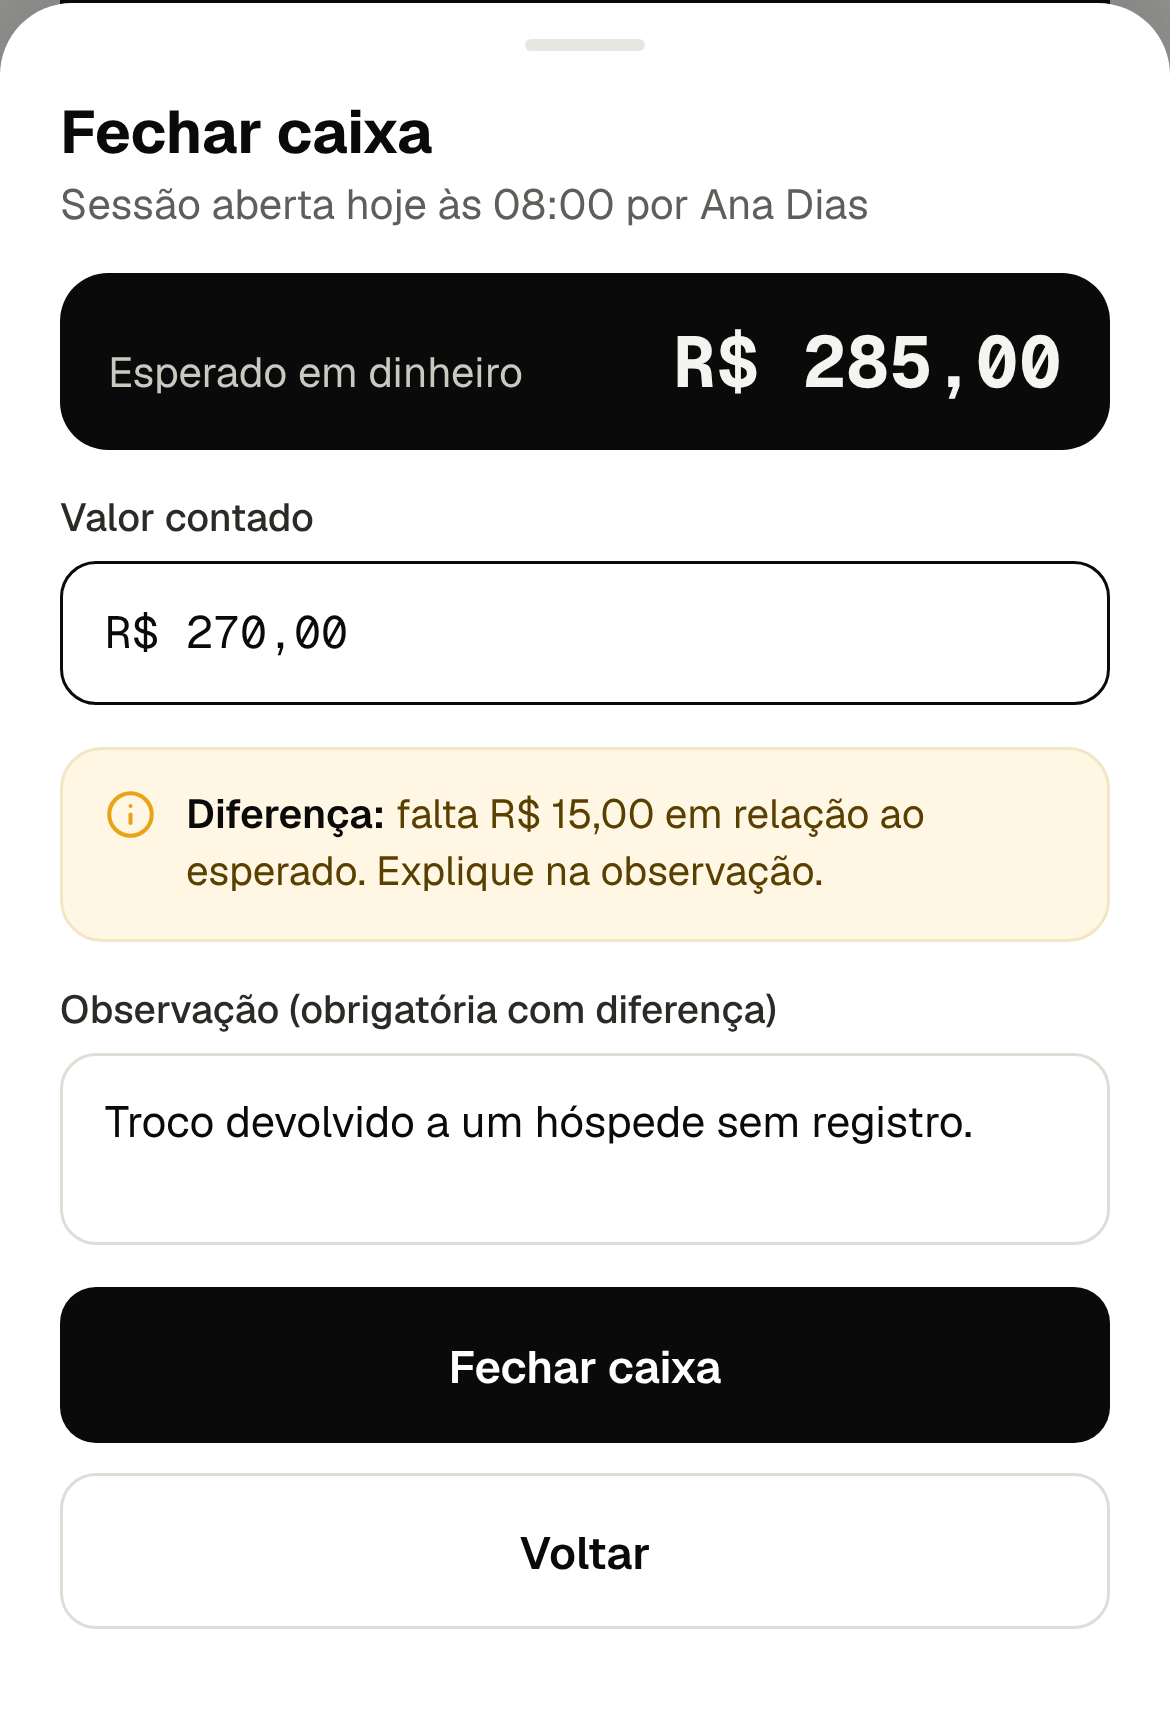 Fechar caixa
Sessão aberta hoje às 08:00 por Ana Dias
Esperado em dinheiro R$ 285,00
Valor contado
R$ 270,00
Diferença: falta R$ 15,00 em relação ao
esperado. Explique na observação.
Observação (obrigatória com diferença)
Troco devolvido a um hóspede sem registro.
Fechar caixa
Voltar